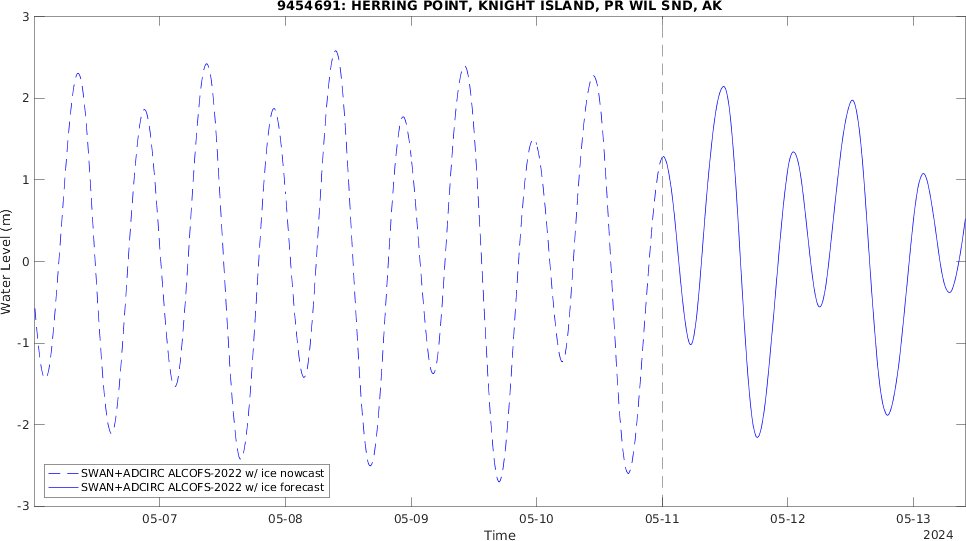 9454691: HERRING POINT, KNIGHT ISLAND, PR WIL SND, AK
3
2
1
0
-1
-2
-3
Water Level (m)
SWAN+ADCIRC ALCOFS-2022 w/ ice nowcast
SWAN+ADCIRC ALCOFS-2022 w/ ice forecast
05-07 05-08 05-09 05-10 05-11 05-12 05-13
Time
2024